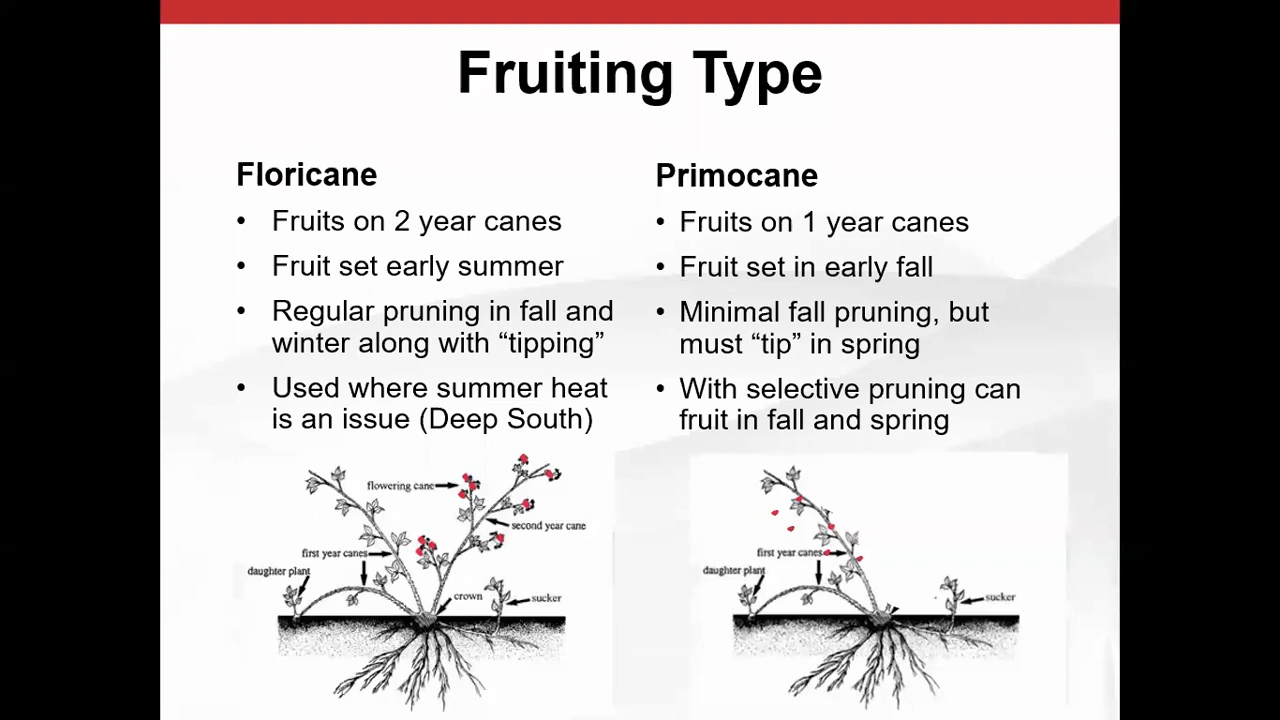 Fruiting Type
Floricane
• Fruits on 2 year canes
• Fruit set early summer
• Regular pruning in fall and
winter along with “tipping”
• Used where summer heat
is an issue (Deep South)
Primocane
• Fruits on 1 year canes
• Fruit set in early fall
• Minimal fall pruning, but
must “tip” in spring
• With selective pruning can
fruit in fall and spring
flowering cane
second year cane
first year canes
daughter plant
crown
sucker
first year canes
daughter plant
sucker